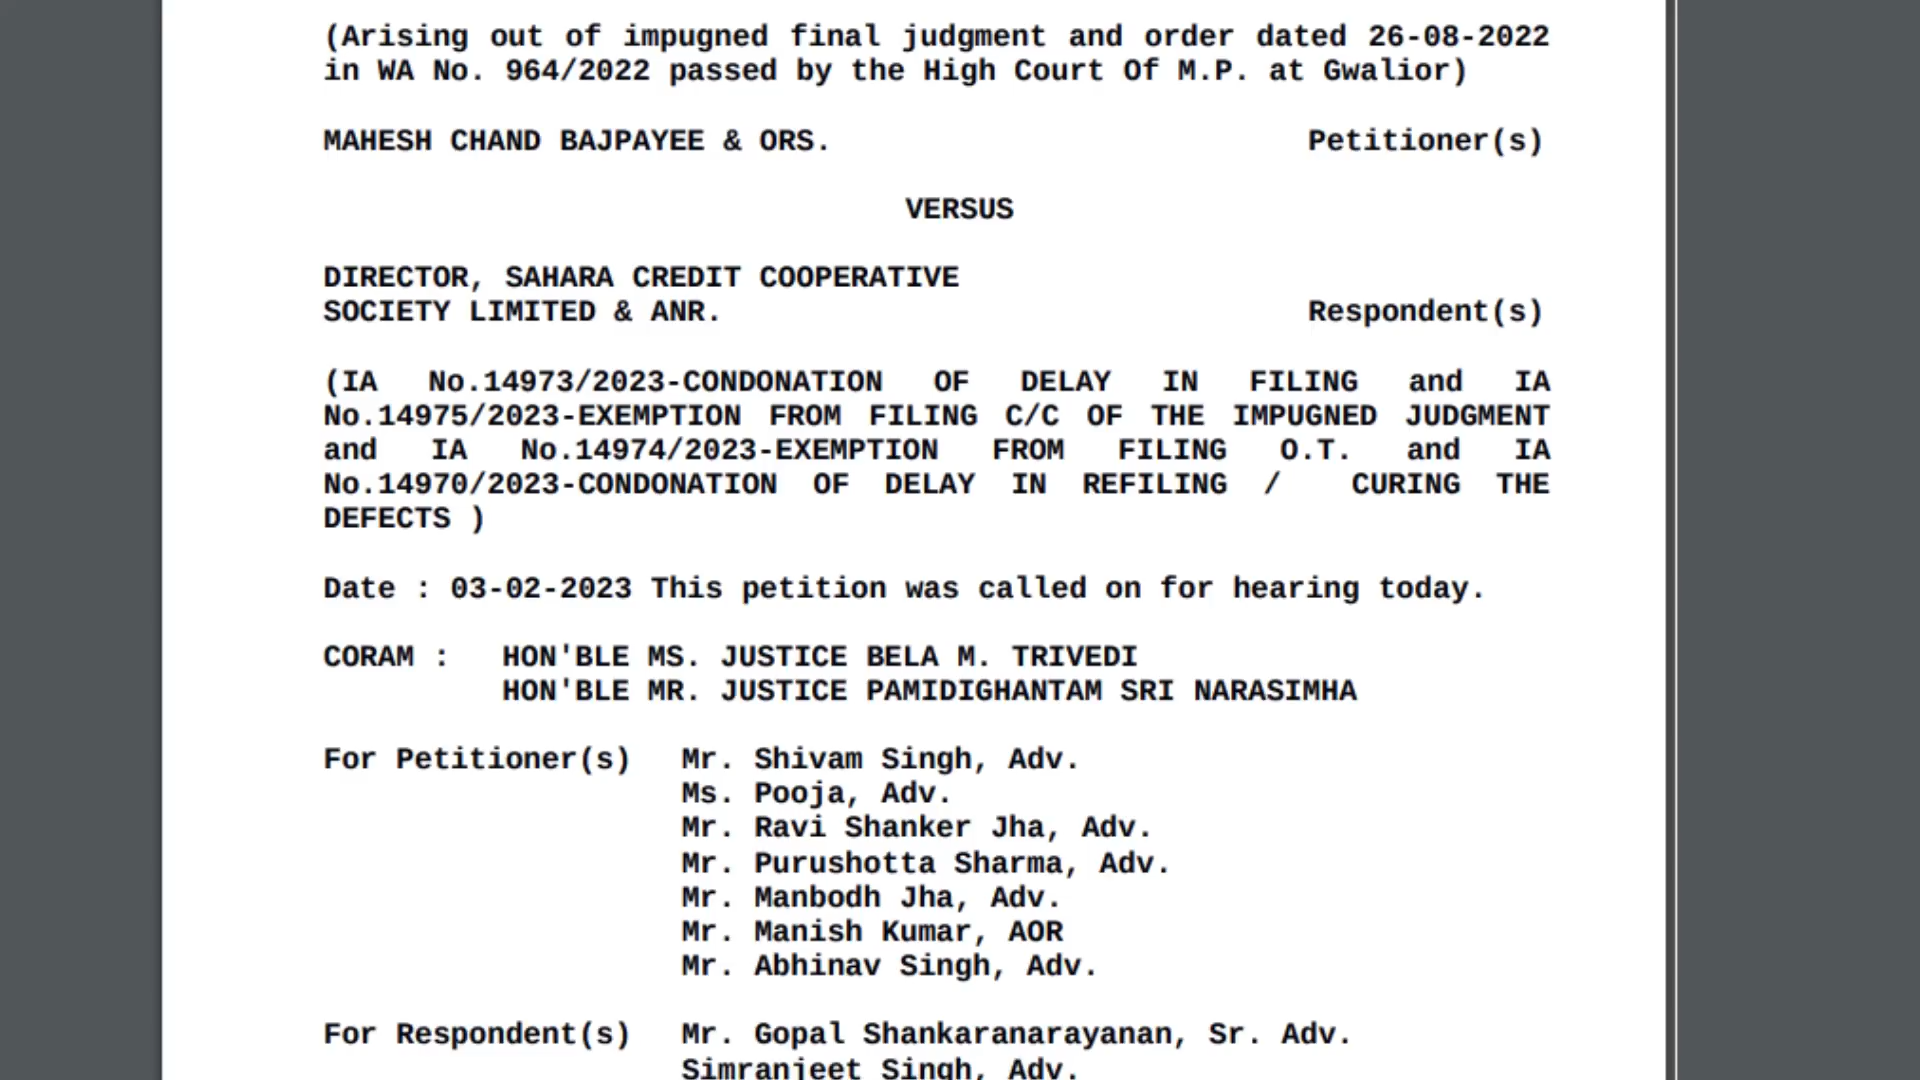 (Arising out of impugned final judgment and order dated 26-08-2022
in WA No. 964/2022 passed by the High Court Of M.P. at Gwalior)
MAHESH CHAND BAJPAYEE & ORS. Petitioner(s)
VERSUS
DIRECTOR, SAHARA CREDIT COOPERATIVE
SOCIETY LIMITED & ANR. Respondent(s)
(IA No.14973/2023-CONDONATION OF DELAY IN FILING and IA
No.14975/2023-EXEMPTION FROM FILING C/C OF THE IMPUGNED JUDGMENT
and IA No.14974/2023-EXEMPTION FROM FILING O.T. and IA
No.14970/2023-CONDONATION OF DELAY IN REFILING / CURING THE
DEFECTS )
Date : 03-02-2023 This petition was called on for hearing today.
CORAM : HON'BLE MS. JUSTICE BELA M. TRIVEDI
HON'BLE MR. JUSTICE PAMIDIGHANTAM SRI NARASIMHA
For Petitioner(s) Mr. Shivam Singh, Adv.
Ms. Pooja, Adv.
Mr. Ravi Shanker Jha, Adv.
Mr. Purushotta Sharma, Adv.
Mr. Manbodh Jha, Adv.
Mr. Manish Kumar, AOR
Mr. Abhinav Singh, Adv.
For Respondent(s) Mr. Gopal Shankaranarayanan, Sr. Adv.
Simranjeet Singh, Adv.